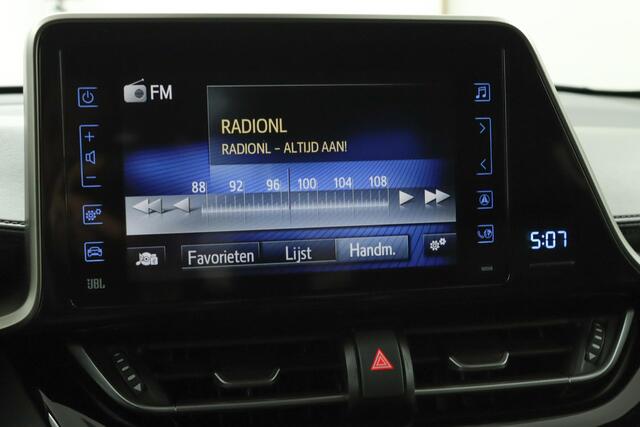 FM
RADIONL
RADIONL - ALTIJD AAN!
88 92 96 100 104 108
Favorieten Lijst Handm.
5:07
JBL